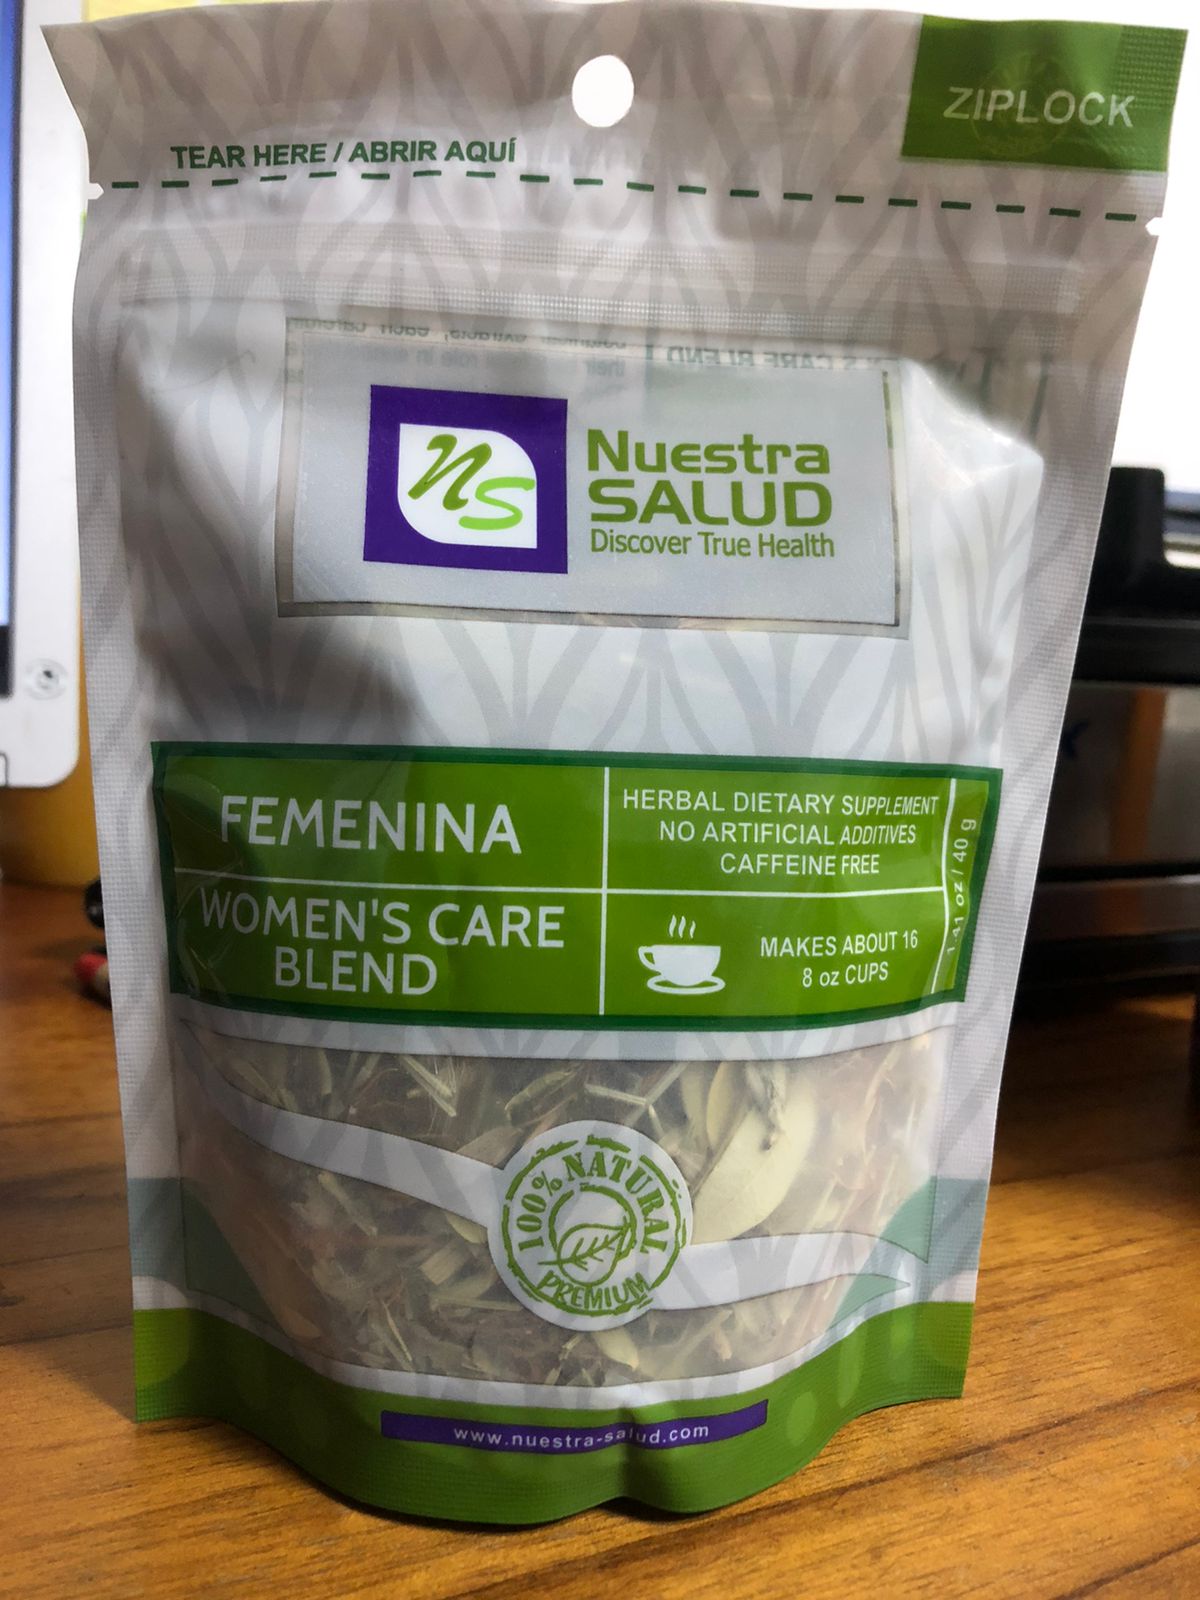 ZIPLOCK
TEAR HERE / ABRIR AQUÍ
ns
Nuestra
SALUD
Discover True Health
FEMENINA
WOMEN'S CARE
BLEND
HERBAL DIETARY SUPPLEMENT
NO ARTIFICIAL ADDITIVES
CAFFEINE FREE
MAKES ABOUT 16
8 oz CUPS
1.41 oz / 40 g
100% NATURAL
PREMIUM
www.nuestra-salud.com